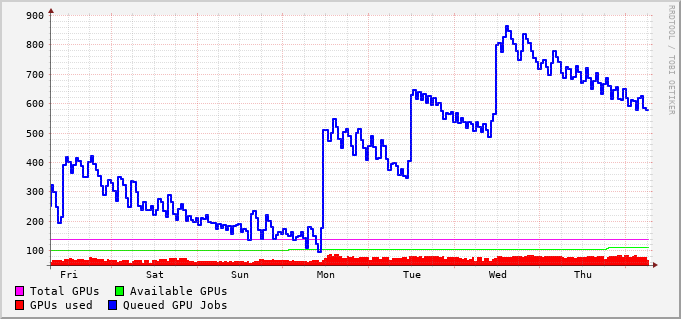 900
800
700
600
500
400
300
200
100
Fri Sat Sun Mon Tue Wed Thu
RRDTOOL / TOBI OETIKER
Total GPUs Available GPUs
GPUs used Queued GPU Jobs